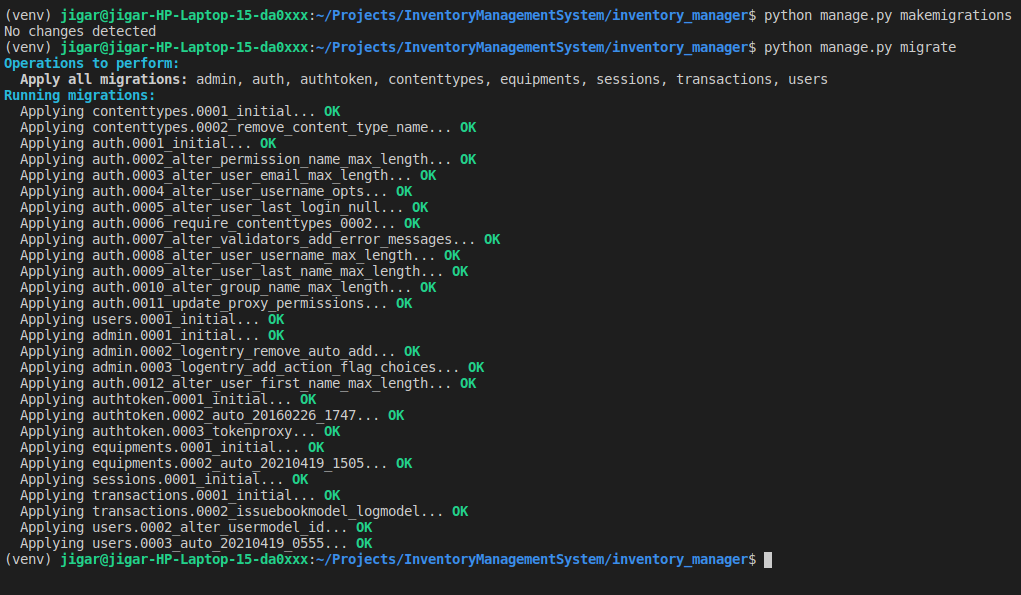 (venv) jigar@jigar-HP-Laptop-15-da0xxx:~/Projects/InventoryManagementSystem/inventory_manager$ python manage.py makemigrations
No changes detected
(venv) jigar@jigar-HP-Laptop-15-da0xxx:~/Projects/InventoryManagementSystem/inventory_manager$ python manage.py migrate
Operations to perform:
  Apply all migrations: admin, auth, authtoken, contenttypes, equipments, sessions, transactions, users
Running migrations:
  Applying contenttypes.0001_initial... OK
  Applying contenttypes.0002_remove_content_type_name... OK
  Applying auth.0001_initial... OK
  Applying auth.0002_alter_permission_name_max_length... OK
  Applying auth.0003_alter_user_email_max_length... OK
  Applying auth.0004_alter_user_username_opts... OK
  Applying auth.0005_alter_user_last_login_null... OK
  Applying auth.0006_require_contenttypes_0002... OK
  Applying auth.0007_alter_validators_add_error_messages... OK
  Applying auth.0008_alter_user_username_max_length... OK
  Applying auth.0009_alter_user_last_name_max_length... OK
  Applying auth.0010_alter_group_name_max_length... OK
  Applying auth.0011_update_proxy_permissions... OK
  Applying users.0001_initial... OK
  Applying admin.0001_initial... OK
  Applying admin.0002_logentry_remove_auto_add... OK
  Applying admin.0003_logentry_add_action_flag_choices... OK
  Applying auth.0012_alter_user_first_name_max_length... OK
  Applying authtoken.0001_initial... OK
  Applying authtoken.0002_auto_20160226_1747... OK
  Applying authtoken.0003_tokenproxy... OK
  Applying equipments.0001_initial... OK
  Applying equipments.0002_auto_20210419_1505... OK
  Applying sessions.0001_initial... OK
  Applying transactions.0001_initial... OK
  Applying transactions.0002_issuebookmodel_logmodel... OK
  Applying users.0002_alter_usermodel_id... OK
  Applying users.0003_auto_20210419_0555... OK
(venv) jigar@jigar-HP-Laptop-15-da0xxx:~/Projects/InventoryManagementSystem/inventory_manager$